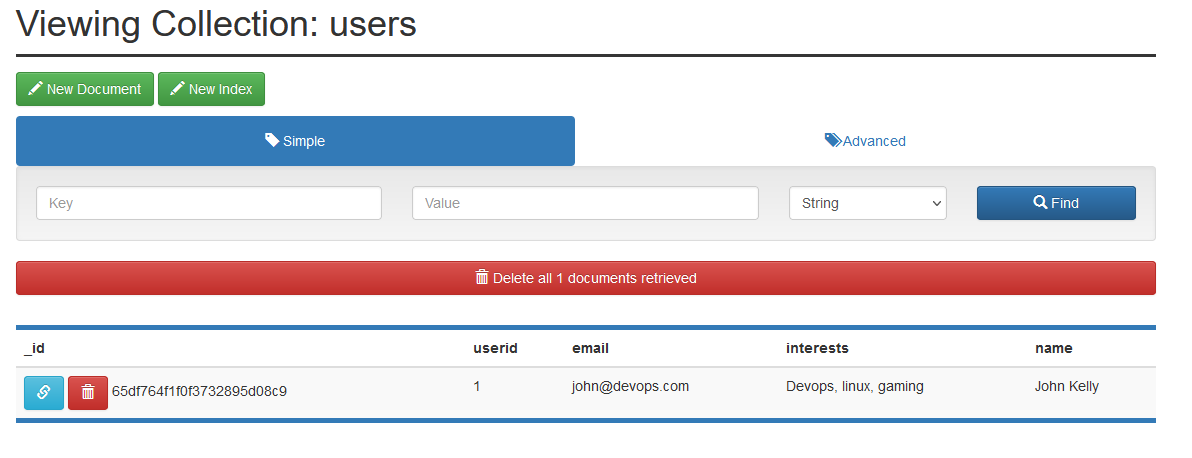 Viewing Collection: users
New Document New Index
Simple Advanced
Key Value String Find
Delete all 1 documents retrieved
_id userid email interests name
65df764f1f0f3732895d08c9 1 john@devops.com Devops, linux, gaming John Kelly